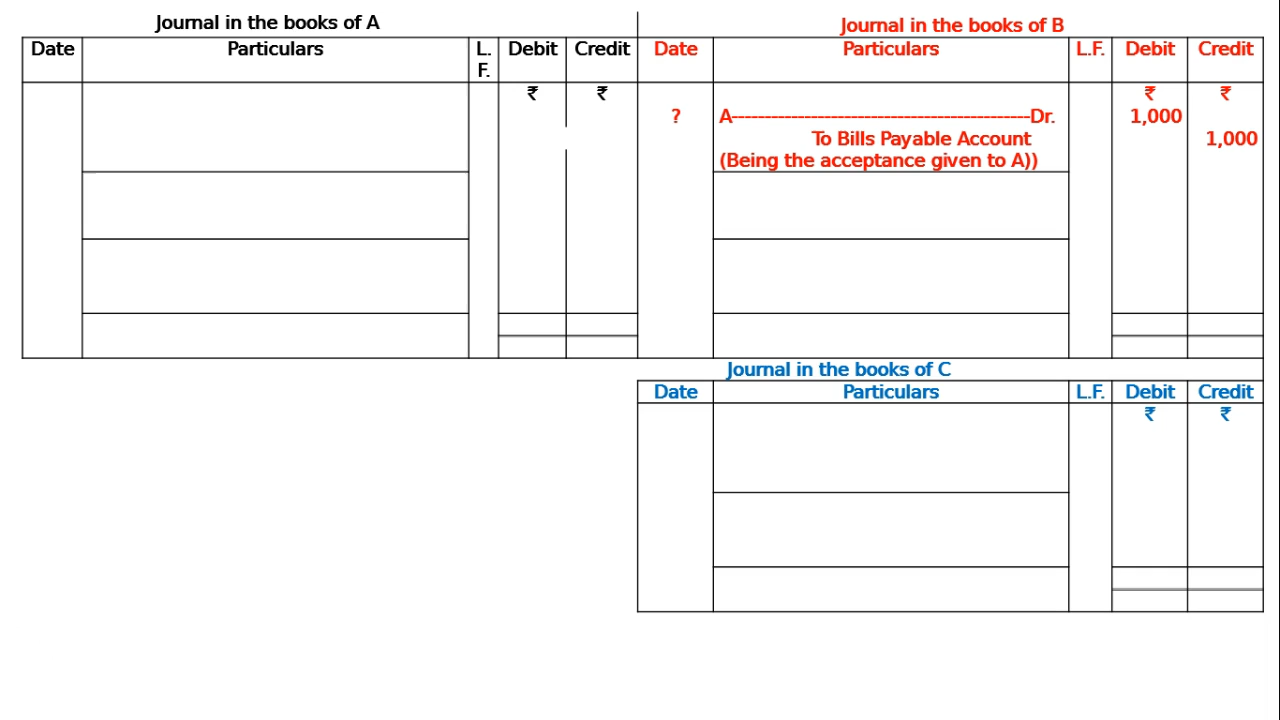 Journal in the books of A
Journal in the books of B
Date Particulars L. F. Debit Credit Date Particulars L.F. Debit Credit
₹ ₹ ₹ ₹
? A----------------------------------------------Dr. 1,000
To Bills Payable Account 1,000
(Being the acceptance given to A))
Journal in the books of C
Date Particulars L.F. Debit Credit
₹ ₹